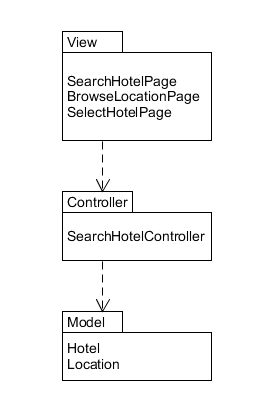 View
SearchHotelPage
BrowseLocationPage
SelectHotelPage
Controller
SearchHotelController
Model
Hotel
Location